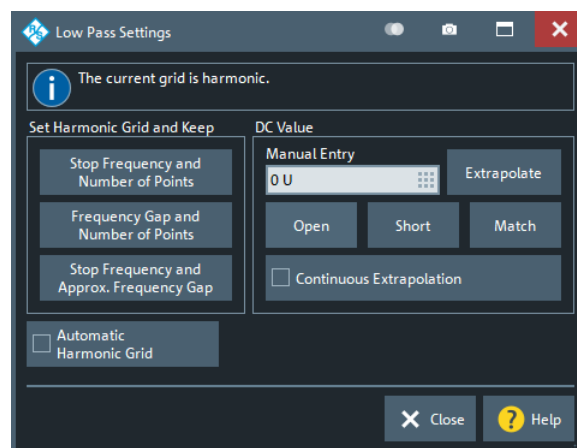 Low Pass Settings
The current grid is harmonic.
Set Harmonic Grid and Keep
Stop Frequency and
Number of Points
Frequency Gap and
Number of Points
Stop Frequency and
Approx. Frequency Gap
DC Value
Manual Entry
0 U
Extrapolate
Open
Short
Match
Continuous Extrapolation
Automatic
Harmonic Grid
Close
Help